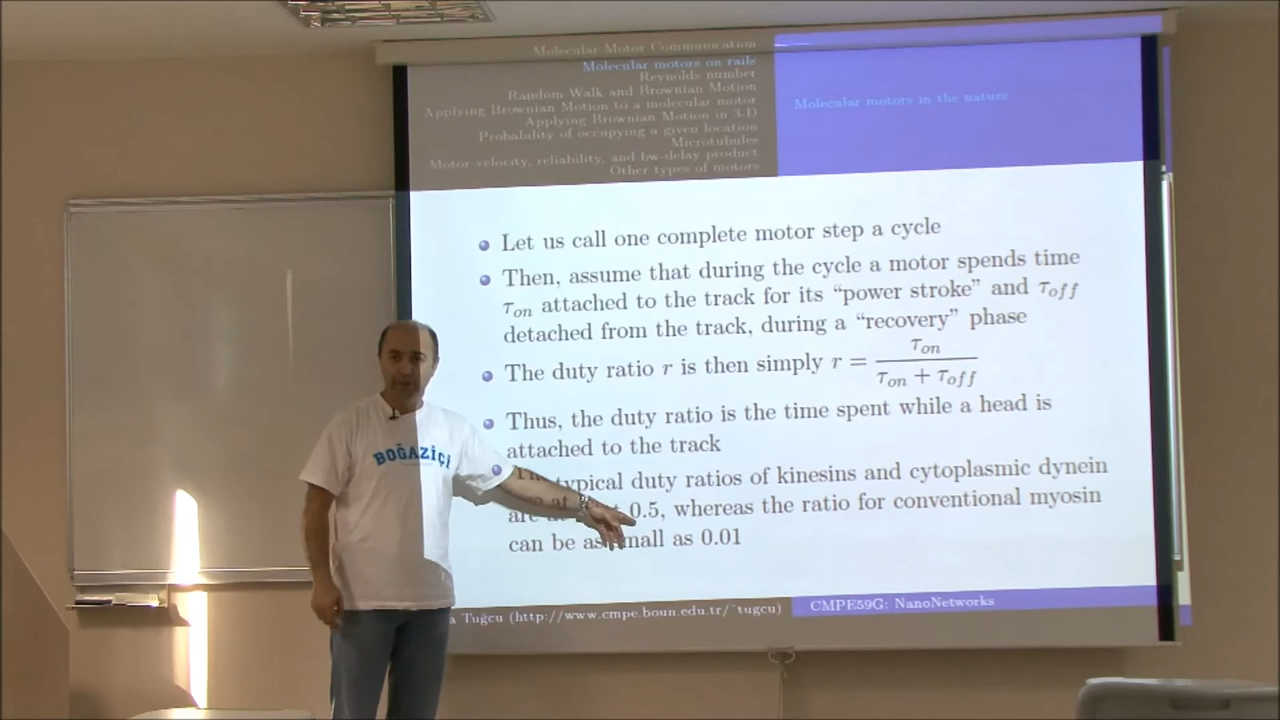 Molecular Motor Communication
Molecular motors on rails
Reynolds number
Random Walk and Brownian Motion
Applying Brownian Motion to a molecular motor
Applying Brownian Motion in 3-D
Probability of occupying a given location
Microtubules
Motor velocity, reliability, and bw-delay product
Other types of motors
Molecular motors in the nature
Let us call one complete motor step a cycle
Then, assume that during the cycle a motor spends time
τon attached to the track for its “power stroke” and τoff
detached from the track, during a “recovery” phase
The duty ratio r is then simply r = τon / (τon + τoff)
Thus, the duty ratio is the time spent while a head is
attached to the track
typical duty ratios of kinesins and cytoplasmic dynein
are at 0.5, whereas the ratio for conventional myosin
can be as small as 0.01
BOĞAZİÇİ
a Tuğcu (http://www.cmpe.boun.edu.tr/~tugcu)
CMPE59G: NanoNetworks